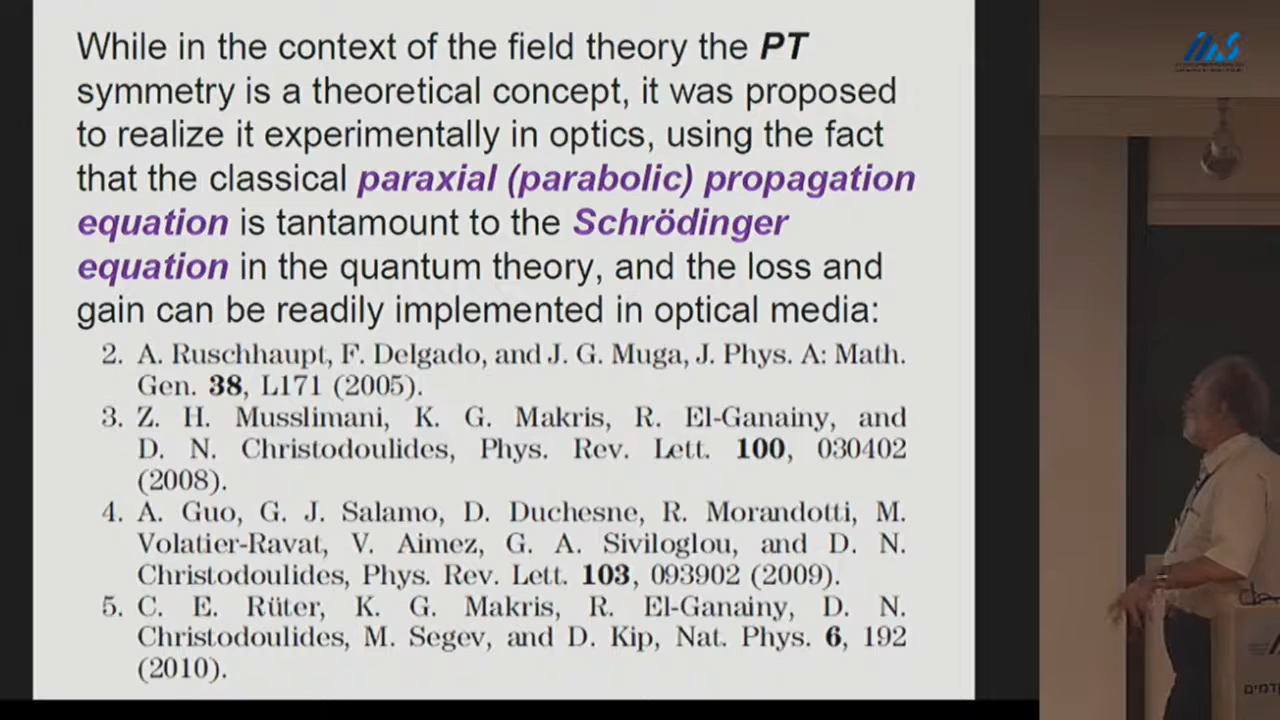 While in the context of the field theory the PT
symmetry is a theoretical concept, it was proposed
to realize it experimentally in optics, using the fact
that the classical paraxial (parabolic) propagation
equation is tantamount to the Schrödinger
equation in the quantum theory, and the loss and
gain can be readily implemented in optical media:
2. A. Ruschhaupt, F. Delgado, and J. G. Muga, J. Phys. A: Math.
Gen. 38, L171 (2005).
3. Z. H. Musslimani, K. G. Makris, R. El-Ganainy, and
D. N. Christodoulides, Phys. Rev. Lett. 100, 030402
(2008).
4. A. Guo, G. J. Salamo, D. Duchesne, R. Morandotti, M.
Volatier-Ravat, V. Aimez, G. A. Siviloglou, and D. N.
Christodoulides, Phys. Rev. Lett. 103, 093902 (2009).
5. C. E. Rüter, K. G. Makris, R. El-Ganainy, D. N.
Christodoulides, M. Segev, and D. Kip, Nat. Phys. 6, 192
(2010).